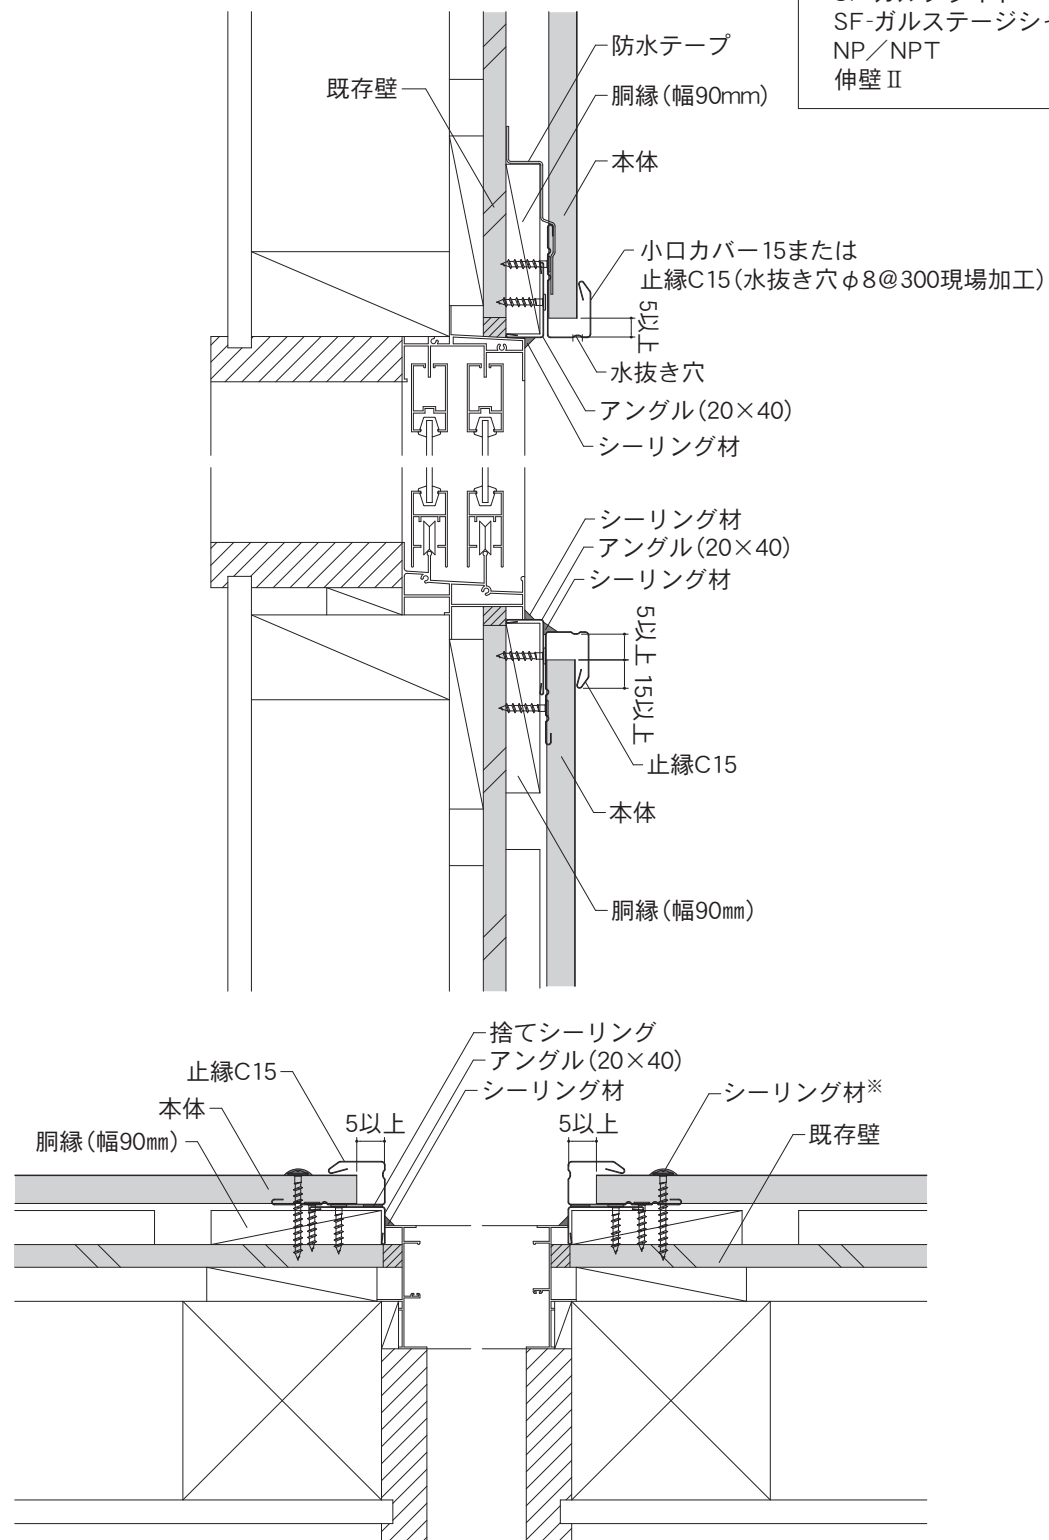 SF-ガルステージシ
NP／NPT
伸壁Ⅱ
防水テープ
既存壁
胴縁（幅90mm）
本体
小口カバー15または
止縁C15（水抜き穴φ8@300現場加工）
5以上
水抜き穴
アングル（20×40）
シーリング材
シーリング材
アングル（20×40）
シーリング材
5以上
15以上
止縁C15
本体
胴縁（幅90㎜）
捨てシーリング
アングル（20×40）
シーリング材
止縁C15
本体
胴縁（幅90㎜）
5以上
5以上
シーリング材※
既存壁